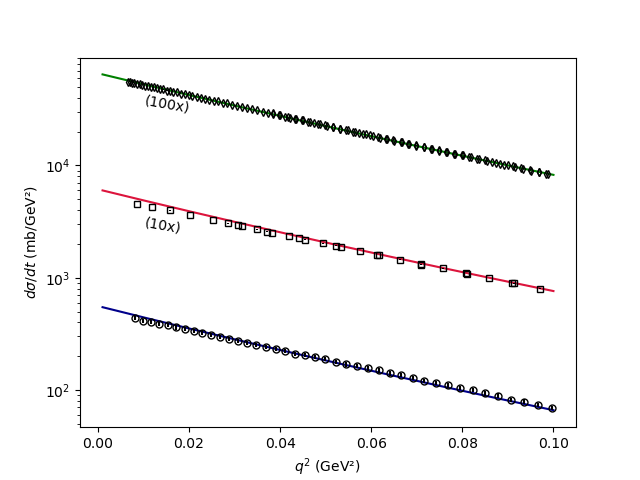 (100x)
(10x)
10⁴
10³
10²
dσ/dt (mb/GeV²)
0.00 0.02 0.04 0.06 0.08 0.10
q² (GeV²)